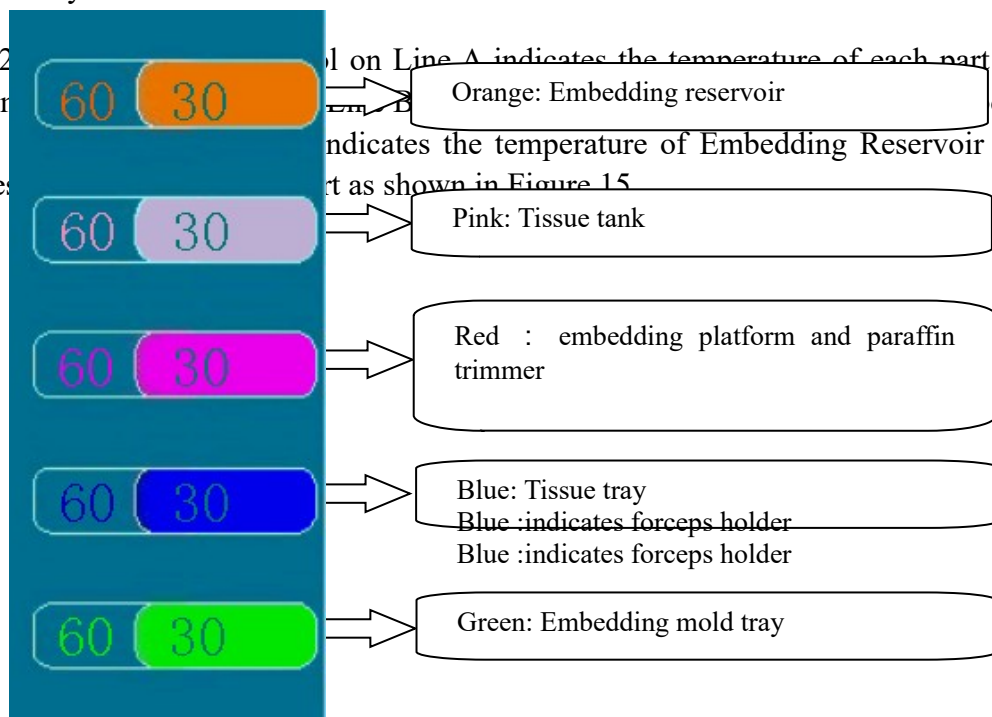 on Line A indicates the temperature of each part
60 30
Orange: Embedding reservoir
indicates the temperature of Embedding Reservoir
as shown in Figure 15
60 30
Pink: Tissue tank
60 30
Red : embedding platform and paraffin
trimmer
60 30
Blue: Tissue tray
Blue :indicates forceps holder
Blue :indicates forceps holder
60 30
Green: Embedding mold tray